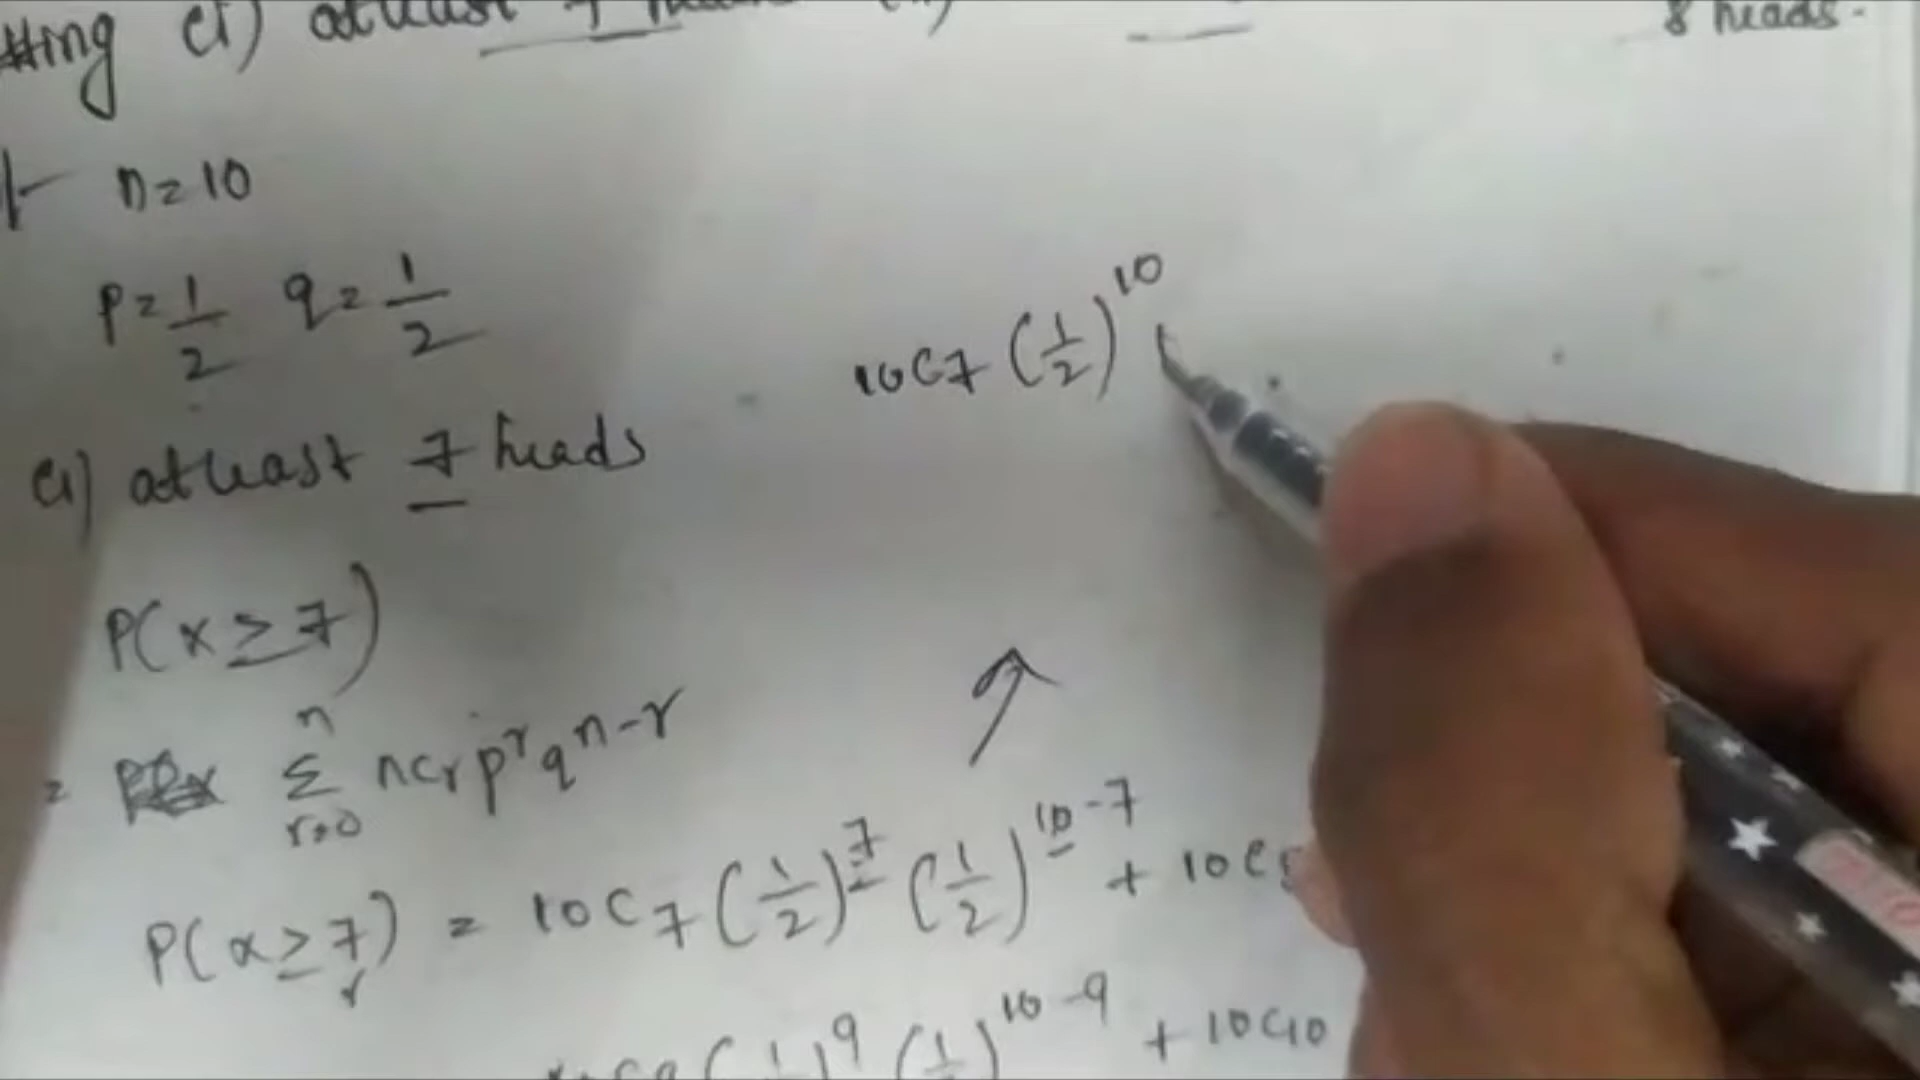 tting (i) atleast 7 heads
8 heads.
n = 10
p = 1/2 q = 1/2
10C7 (1/2)^10
(i) atleast 7 heads
P(x ≥ 7)
= Σ_{r=0}^{n} nCr p^r q^{n-r}
P(x ≥ 7) = 10C7 (1/2)^7 (1/2)^{10-7} + 10C
r
(1/2)^9 (1/2)^{10-9} + 10C10